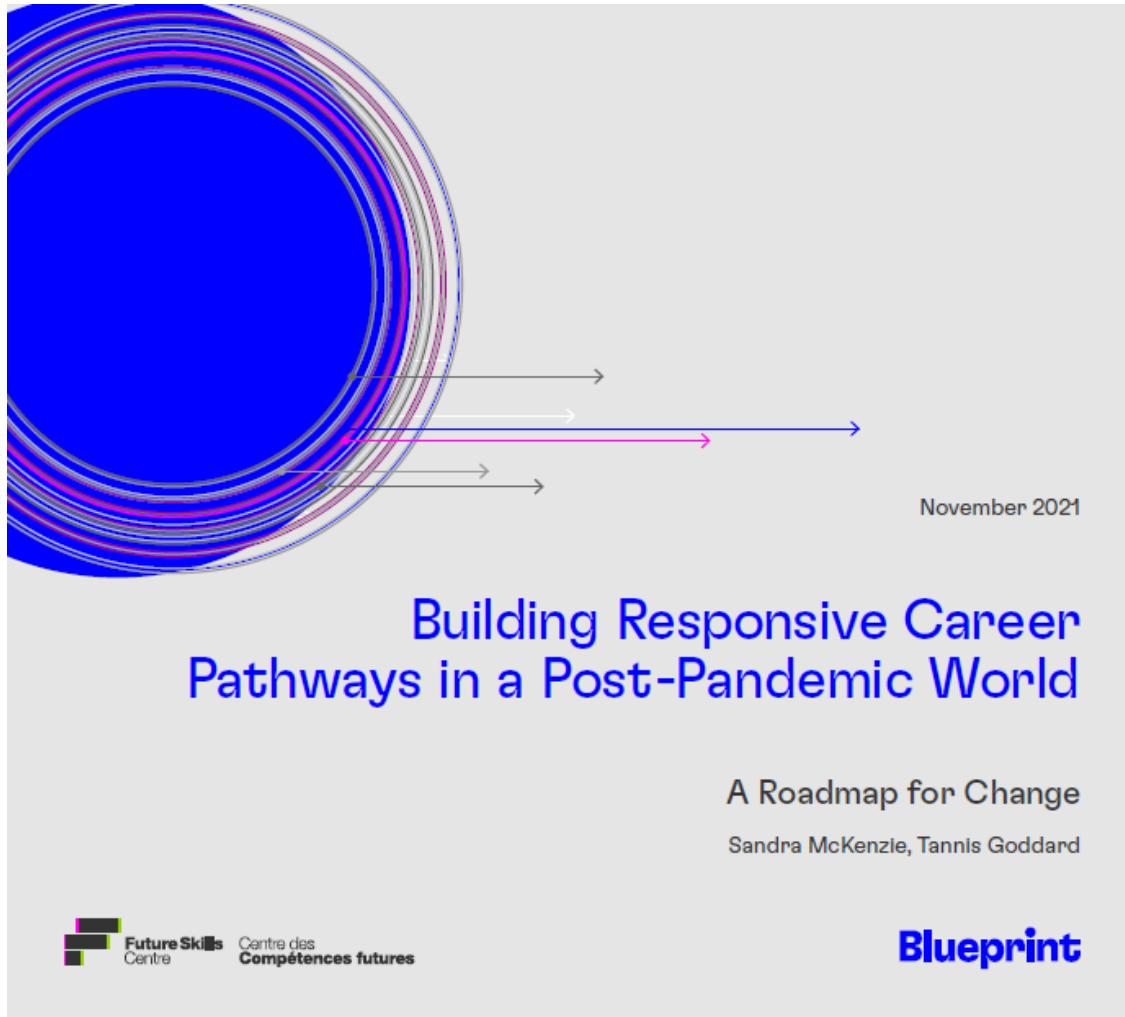 November 2021
Building Responsive Career
Pathways in a Post-Pandemic World
A Roadmap for Change
Sandra McKenzie, Tannis Goddard
Future Skills
Centre
Centre des
Compétences futures
Blueprint